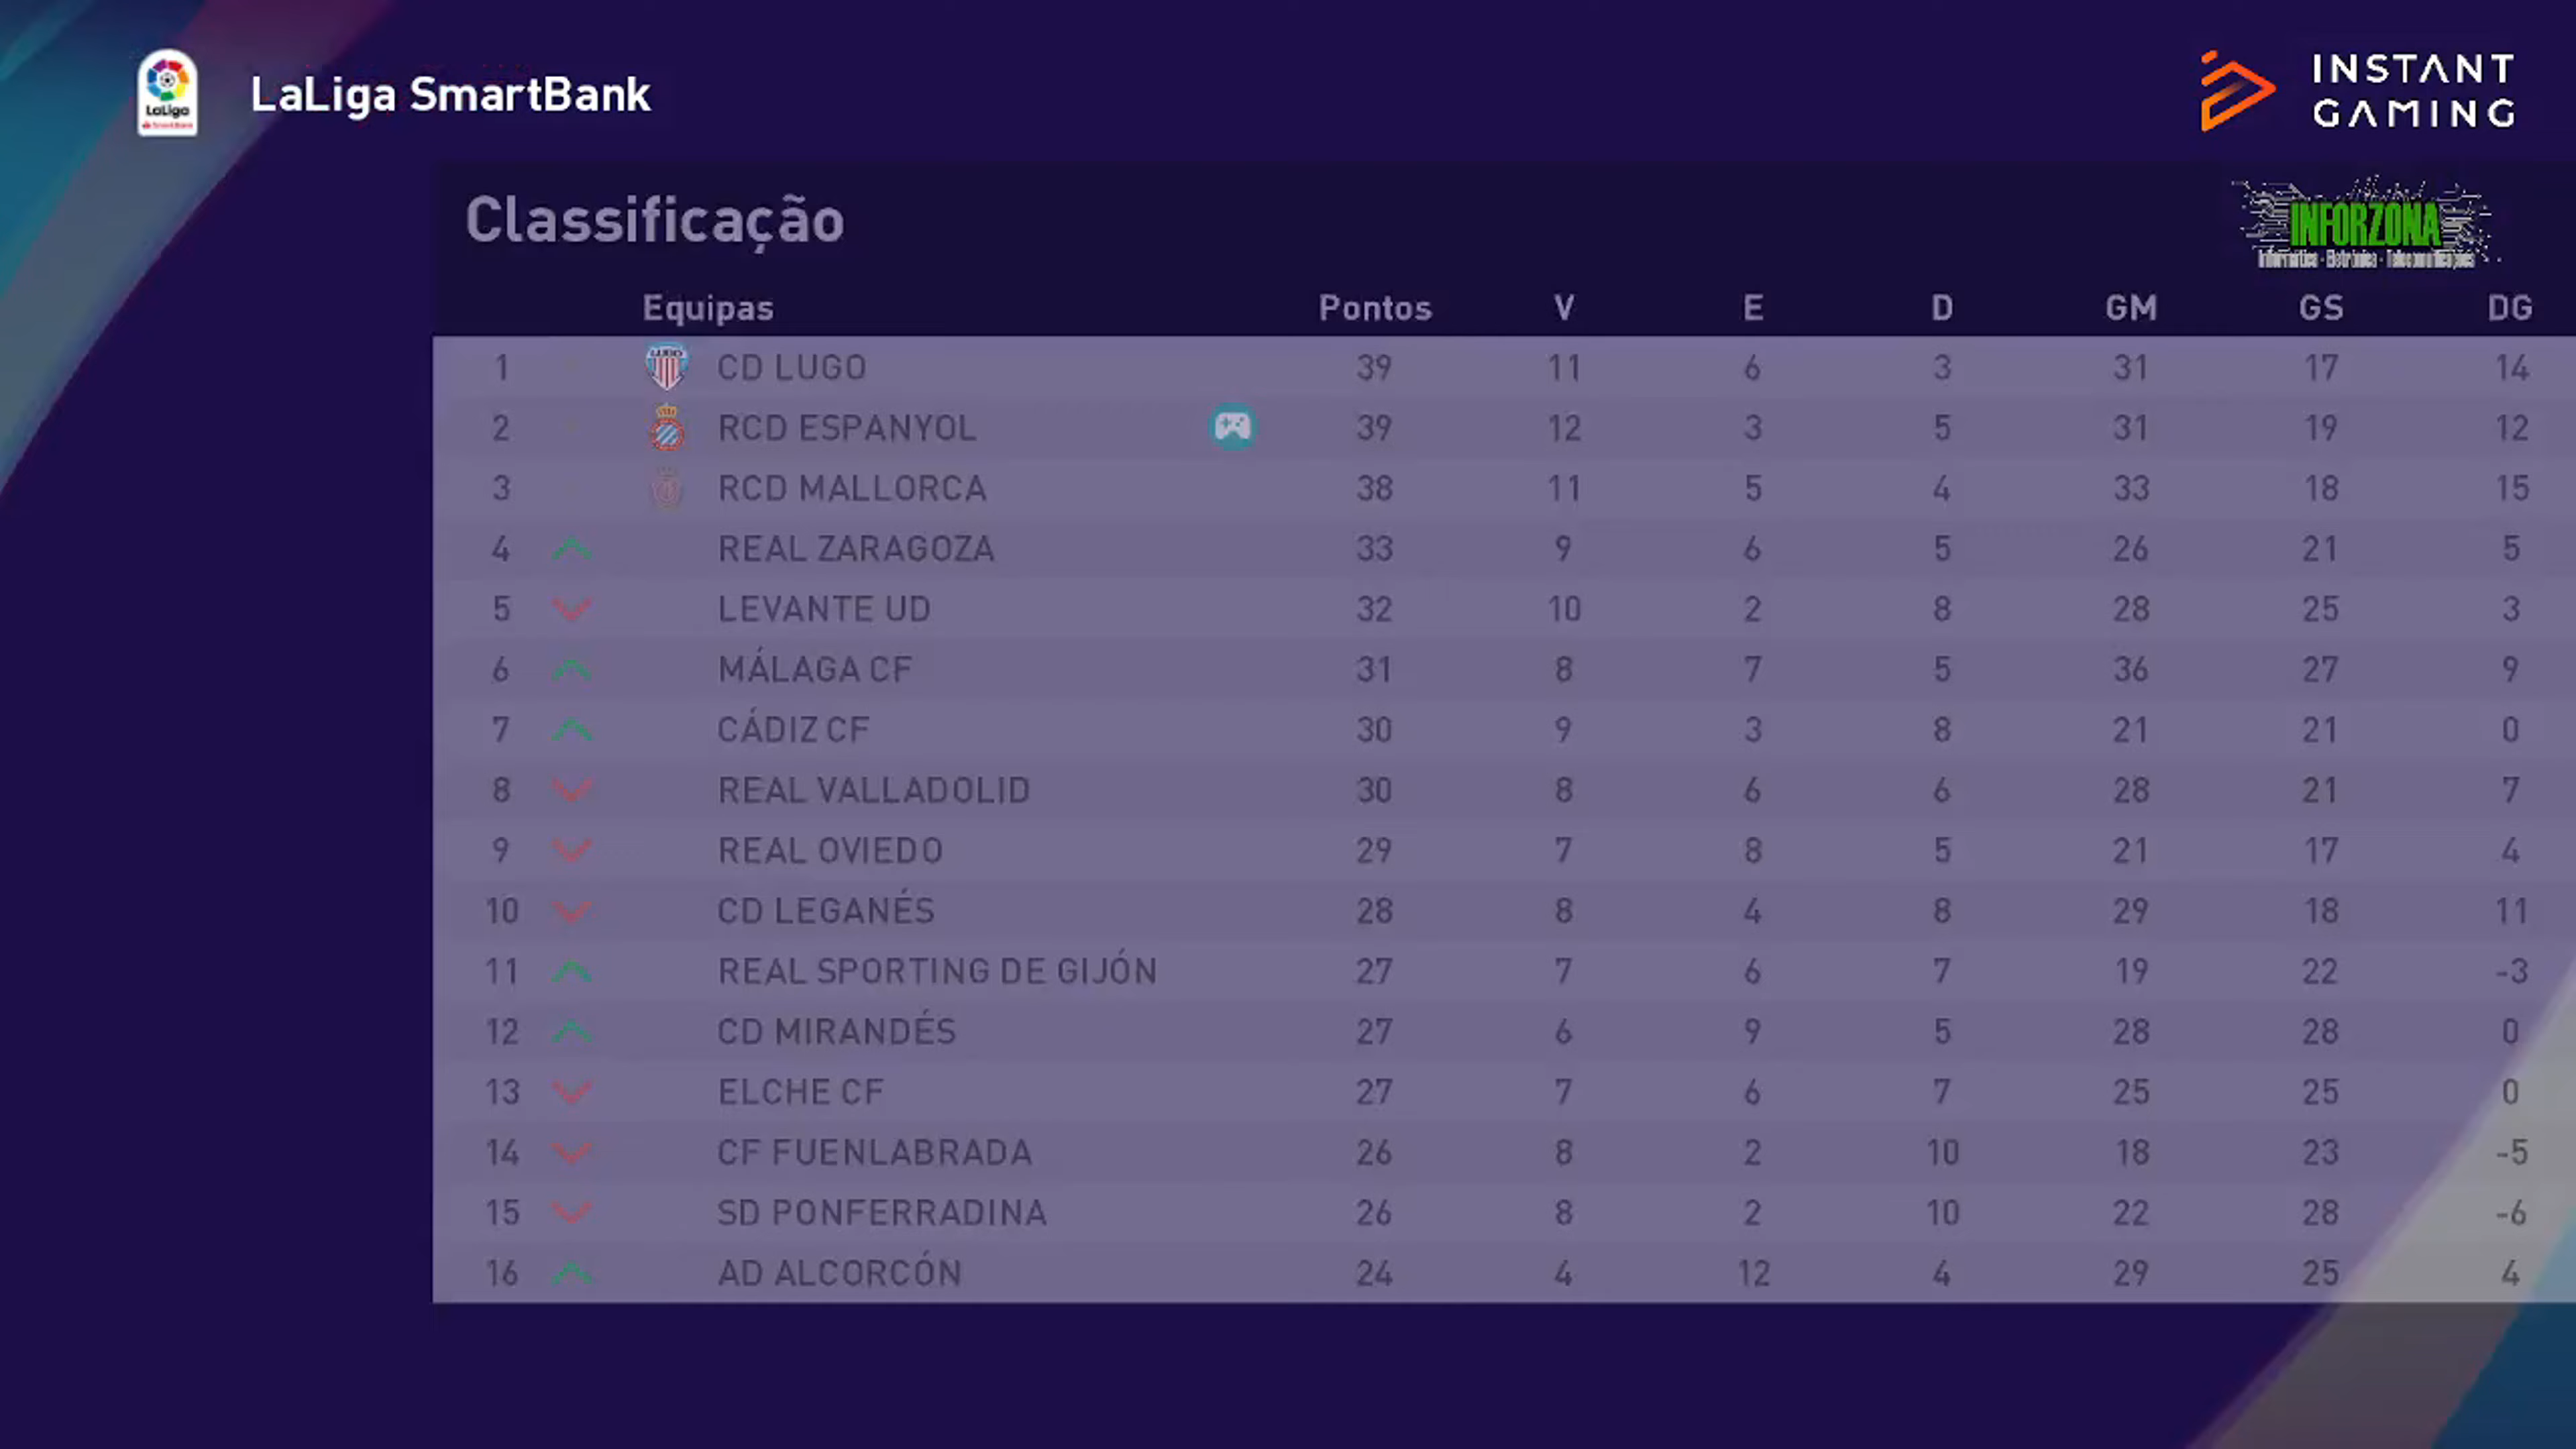 LaLiga
LaLiga SmartBank
INSTANT
GAMING
Classificação
INFORZONA
Informática - Eletrónica - Telecomunicações
Equipas Pontos V E D GM GS DG
1 CD LUGO 39 11 6 3 31 17 14
2 RCD ESPANYOL 39 12 3 5 31 19 12
3 RCD MALLORCA 38 11 5 4 33 18 15
4 REAL ZARAGOZA 33 9 6 5 26 21 5
5 LEVANTE UD 32 10 2 8 28 25 3
6 MÁLAGA CF 31 8 7 5 36 27 9
7 CÁDIZ CF 30 9 3 8 21 21 0
8 REAL VALLADOLID 30 8 6 6 28 21 7
9 REAL OVIEDO 29 7 8 5 21 17 4
10 CD LEGANÉS 28 8 4 8 29 18 11
11 REAL SPORTING DE GIJÓN 27 7 6 7 19 22 -3
12 CD MIRANDÉS 27 6 9 5 28 28 0
13 ELCHE CF 27 7 6 7 25 25 0
14 CF FUENLABRADA 26 8 2 10 18 23 -5
15 SD PONFERRADINA 26 8 2 10 22 28 -6
16 AD ALCORCÓN 24 4 12 4 29 25 4